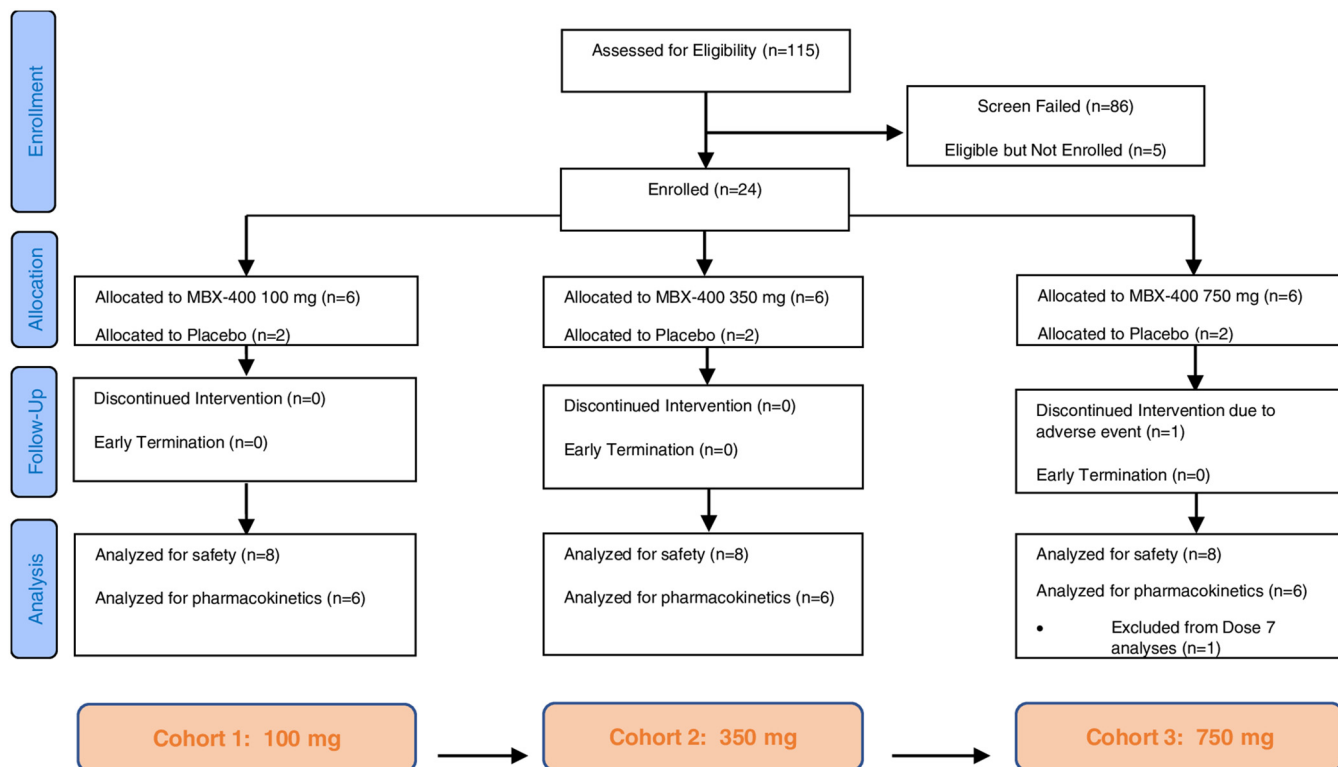 Enrollment
Assessed for Eligibility (n=115)
Screen Failed (n=86)
Eligible but Not Enrolled (n=5)
Enrolled (n=24)
Allocation
Allocated to MBX-400 100 mg (n=6)
Allocated to Placebo (n=2)
Allocated to MBX-400 350 mg (n=6)
Allocated to Placebo (n=2)
Allocated to MBX-400 750 mg (n=6)
Allocated to Placebo (n=2)
Follow-Up
Discontinued Intervention (n=0)
Early Termination (n=0)
Discontinued Intervention (n=0)
Early Termination (n=0)
Discontinued Intervention due to
adverse event (n=1)
Early Termination (n=0)
Analysis
Analyzed for safety (n=8)
Analyzed for pharmacokinetics (n=6)
Analyzed for safety (n=8)
Analyzed for pharmacokinetics (n=6)
Analyzed for safety (n=8)
Analyzed for pharmacokinetics (n=6)
• Excluded from Dose 7
analyses (n=1)
Cohort 1: 100 mg
Cohort 2: 350 mg
Cohort 3: 750 mg